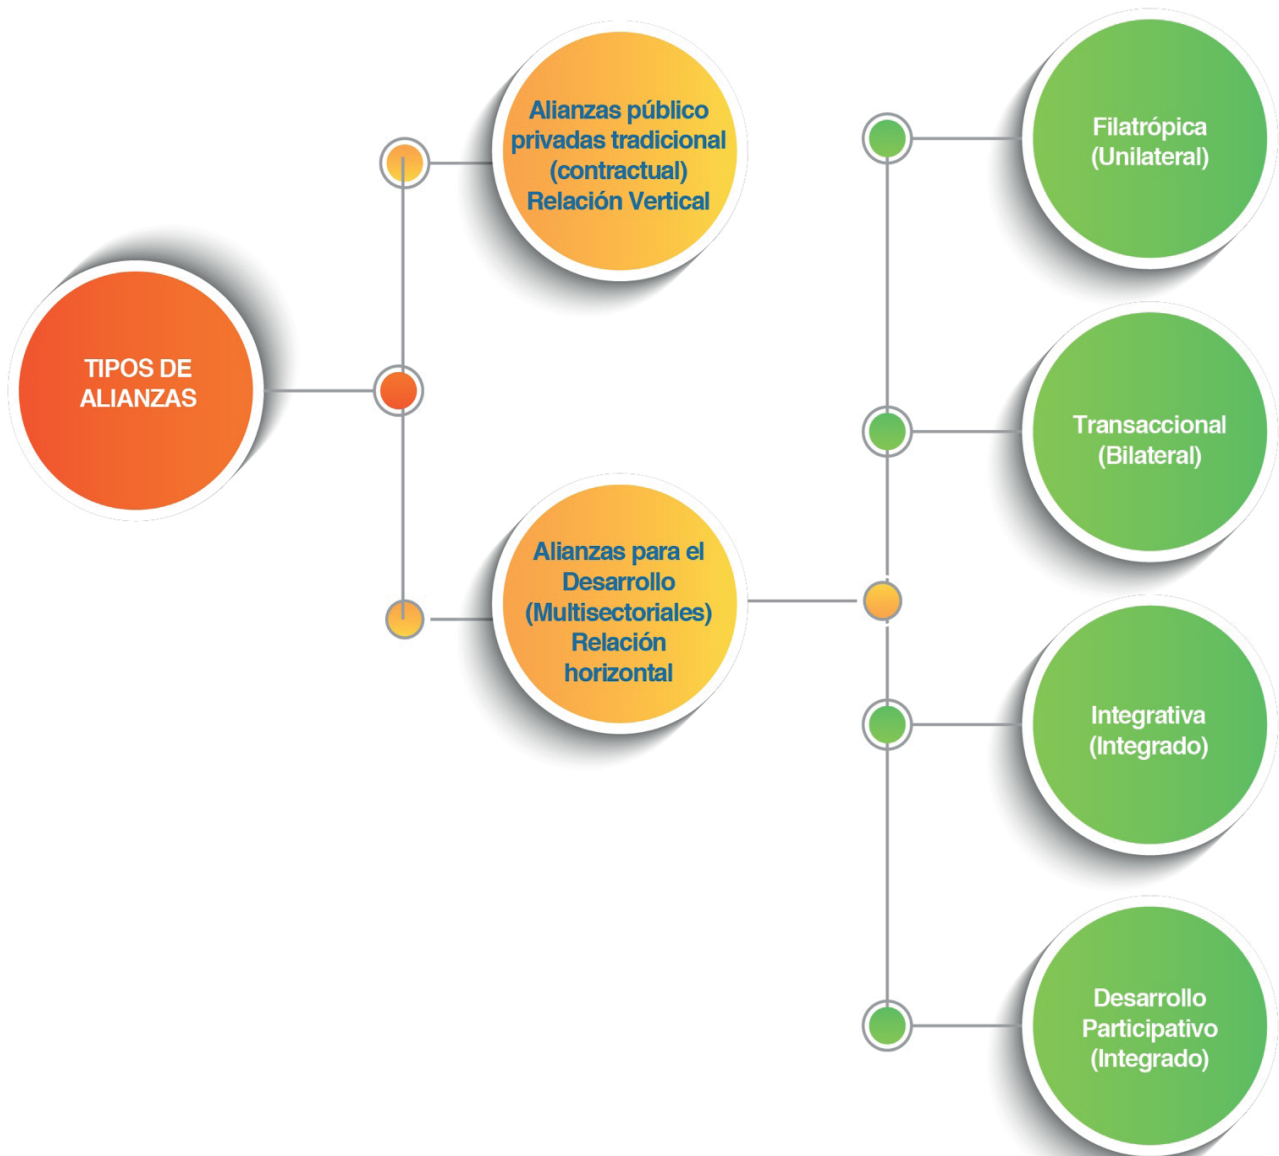 TIPOS DE
ALIANZAS
Alianzas público
privadas tradicional
(contractual)
Relación Vertical
Alianzas para el
Desarrollo
(Multisectoriales)
Relación
horizontal
Filatrópica
(Unilateral)
Transaccional
(Bilateral)
Integrativa
(Integrado)
Desarrollo
Participativo
(Integrado)